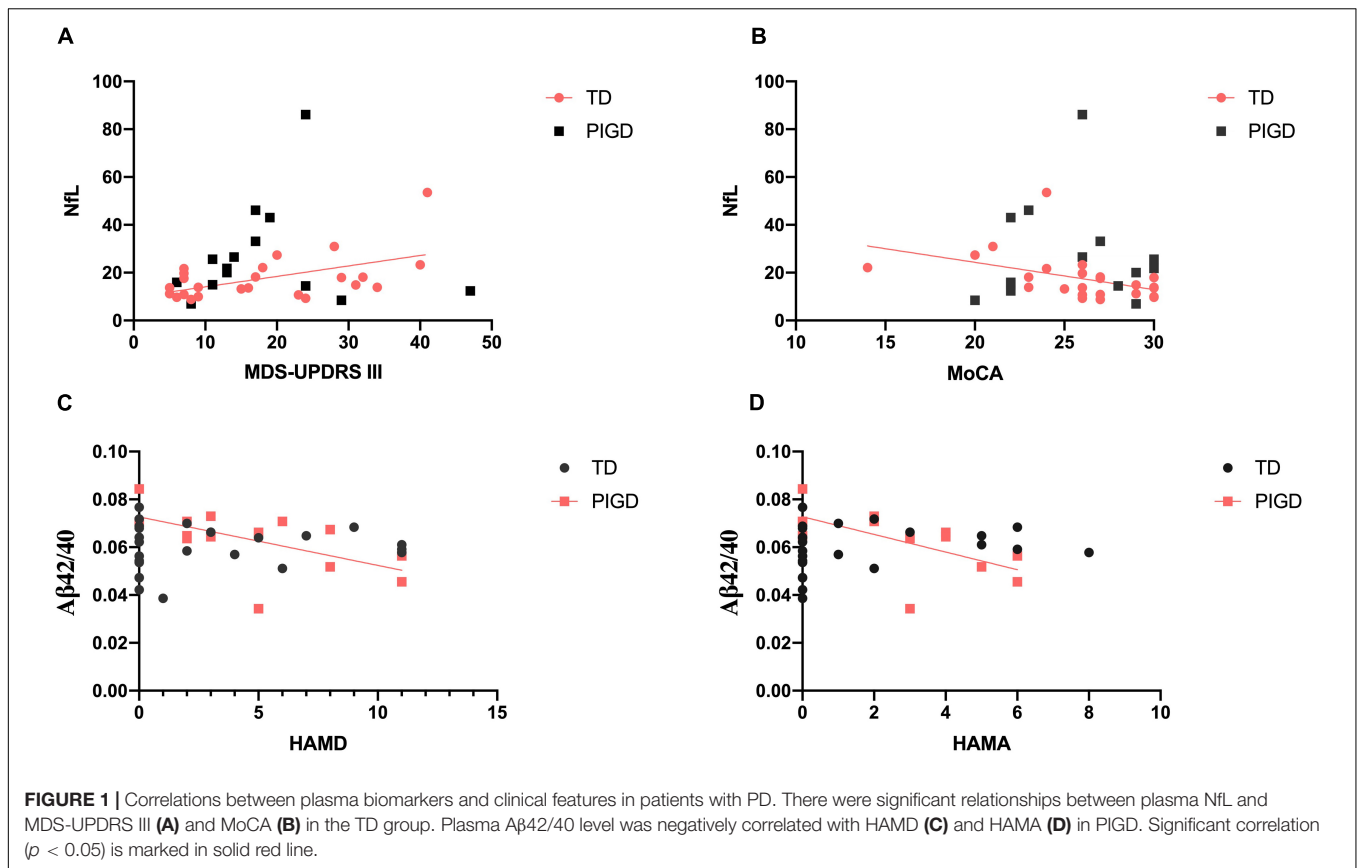 A
100
80
60
40
20
0
NfL
0 10 20 30 40 50
MDS-UPDRS III
TD
PIGD
B
100
80
60
40
20
0
NfL
10 15 20 25 30
MoCA
TD
PIGD
C
0.10
0.08
0.06
0.04
0.02
0.00
Aβ42/40
0 5 10 15
HAMD
TD
PIGD
D
0.10
0.08
0.06
0.04
0.02
0.00
Aβ42/40
0 2 4 6 8 10
HAMA
TD
PIGD
FIGURE 1 | Correlations between plasma biomarkers and clinical features in patients with PD. There were significant relationships between plasma NfL and
MDS-UPDRS III (A) and MoCA (B) in the TD group. Plasma Aβ42/40 level was negatively correlated with HAMD (C) and HAMA (D) in PIGD. Significant correlation
(p < 0.05) is marked in solid red line.